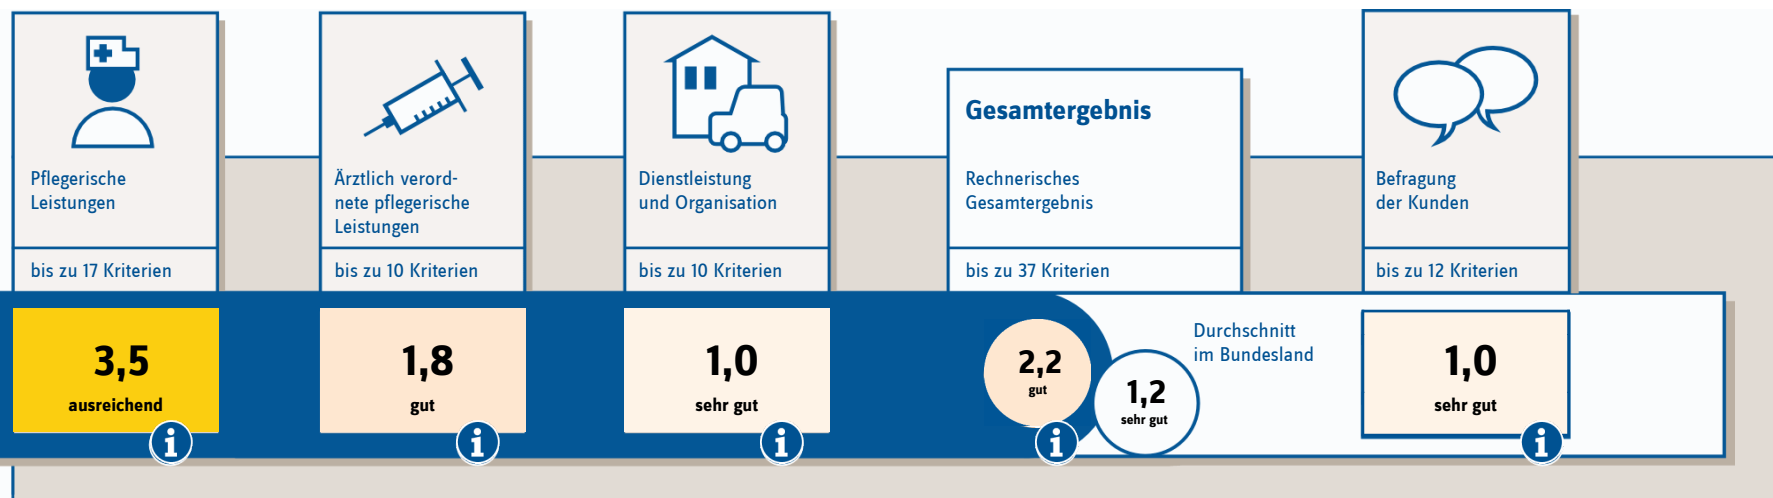 Pflegerische
Leistungen
bis zu 17 Kriterien
3,5
ausreichend
i
Ärztlich verord-
nete pflegerische
Leistungen
bis zu 10 Kriterien
1,8
gut
i
Dienstleistung
und Organisation
bis zu 10 Kriterien
1,0
sehr gut
i
Gesamtergebnis
Rechnerisches
Gesamtergebnis
bis zu 37 Kriterien
2,2
gut
i
1,2
sehr gut
Durchschnitt
im Bundesland
Befragung
der Kunden
bis zu 12 Kriterien
1,0
sehr gut
i